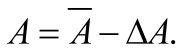 A = A̅ − ΔA.